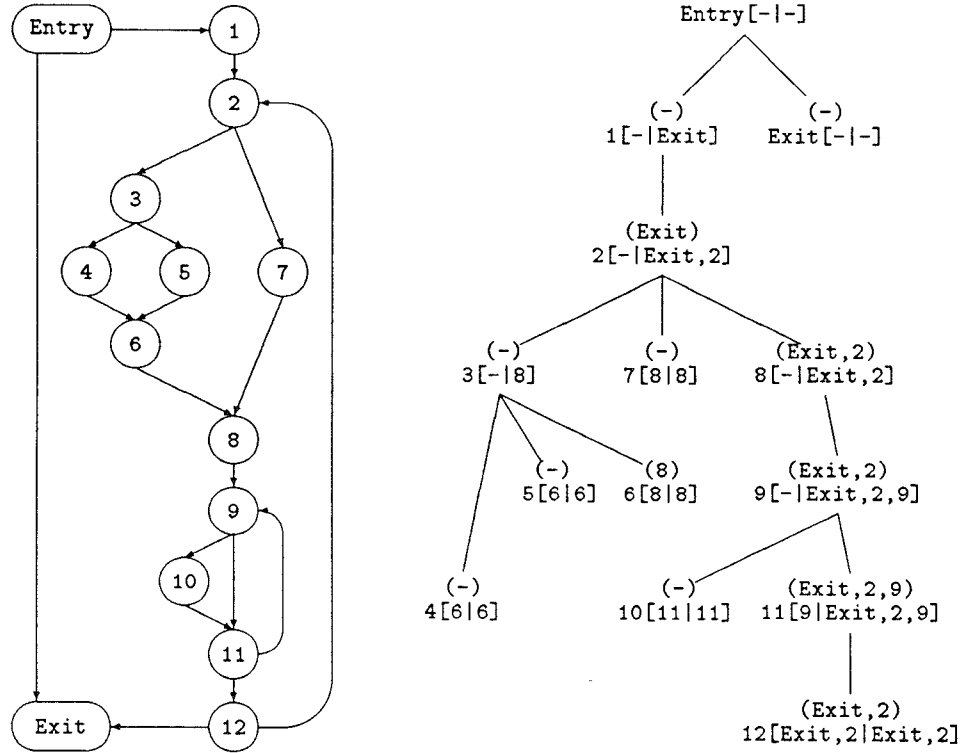 Entry
1
2
3
4
5
7
6
8
9
10
11
Exit
12
Entry[-|-]
(-)
1[-|Exit]
(-)
Exit[-|-]
(Exit)
2[-|Exit,2]
(-)
3[-|8]
(-)
7[8|8]
(Exit,2)
8[-|Exit,2]
(-)
5[6|6]
(8)
6[8|8]
(Exit,2)
9[-|Exit,2,9]
(-)
4[6|6]
(-)
10[11|11]
(Exit,2,9)
11[9|Exit,2,9]
(Exit,2)
12[Exit,2|Exit,2]